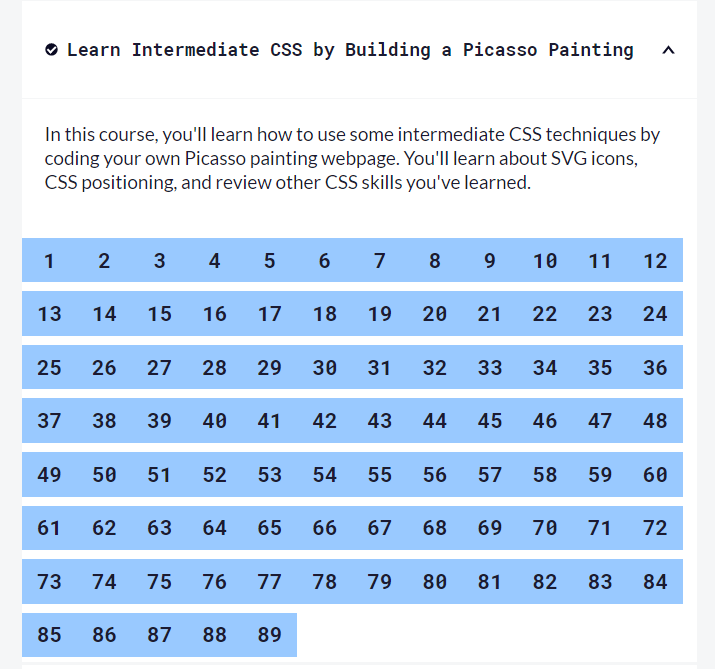 Learn Intermediate CSS by Building a Picasso Painting
In this course, you'll learn how to use some intermediate CSS techniques by
coding your own Picasso painting webpage. You'll learn about SVG icons,
CSS positioning, and review other CSS skills you've learned.
1 2 3 4 5 6 7 8 9 10 11 12
13 14 15 16 17 18 19 20 21 22 23 24
25 26 27 28 29 30 31 32 33 34 35 36
37 38 39 40 41 42 43 44 45 46 47 48
49 50 51 52 53 54 55 56 57 58 59 60
61 62 63 64 65 66 67 68 69 70 71 72
73 74 75 76 77 78 79 80 81 82 83 84
85 86 87 88 89